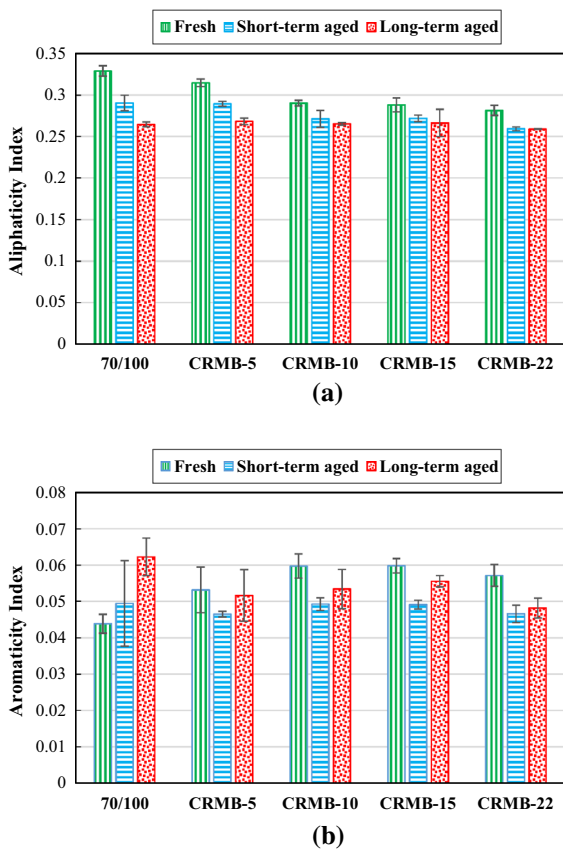 Fresh Short-term aged Long-term aged
0.35
0.3
0.25
0.2
0.15
0.1
0.05
0
Aliphaticity Index
70/100 CRMB-5 CRMB-10 CRMB-15 CRMB-22
(a)
Fresh Short-term aged Long-term aged
0.08
0.07
0.06
0.05
0.04
0.03
0.02
0.01
0
Aromaticity Index
70/100 CRMB-5 CRMB-10 CRMB-15 CRMB-22
(b)